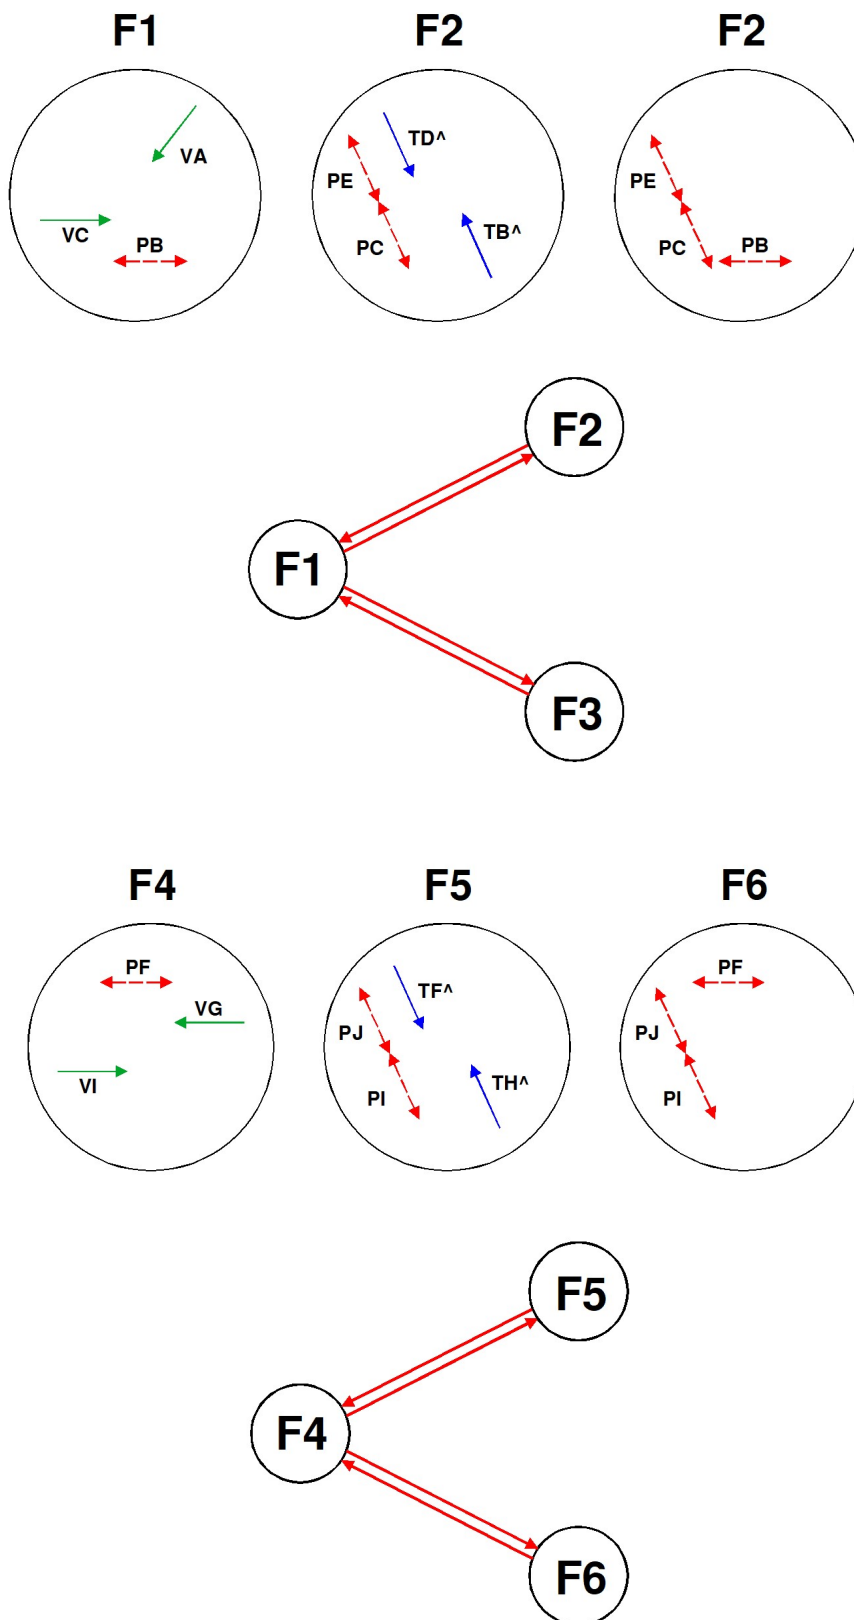 F1 F2 F2
VA
VC
PB
TD^
PE
PC
TB^
PE
PC
PB
F2
F1
F3
F4 F5 F6
PF
VG
VI
TF^
PJ
PI
TH^
PF
PJ
PI
F5
F4
F6